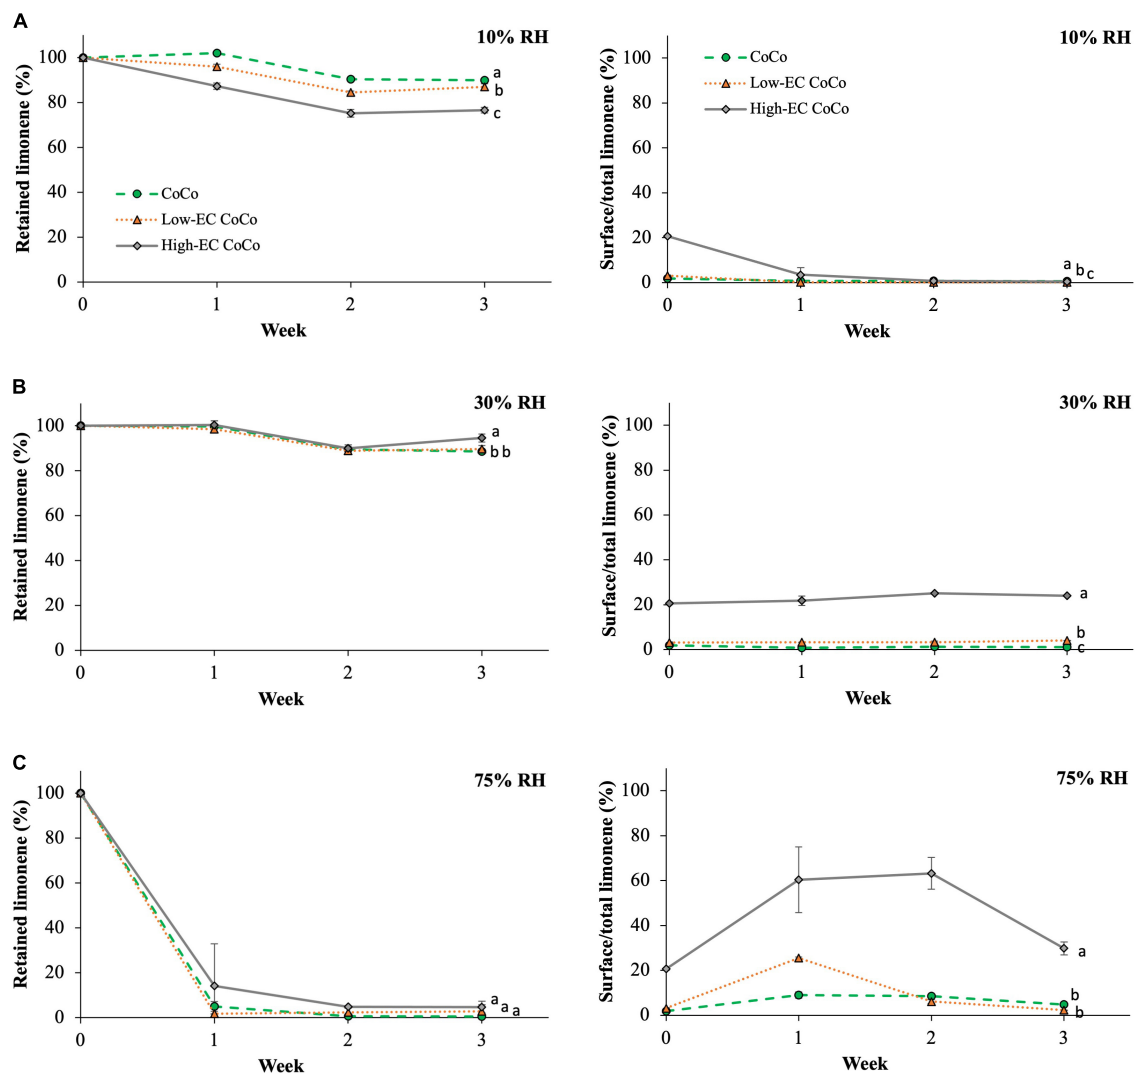 A
10% RH
Retained limonene (%)
100
80
60
40
20
0
CoCo
Low-EC CoCo
High-EC CoCo
a
b
c
0 1 2 3
Week
10% RH
Surface/total limonene (%)
100
80
60
40
20
0
CoCo
Low-EC CoCo
High-EC CoCo
a b c
0 1 2 3
Week
B
30% RH
Retained limonene (%)
100
80
60
40
20
0
a
b b
0 1 2 3
Week
30% RH
Surface/total limonene (%)
100
80
60
40
20
0
a
b
c
0 1 2 3
Week
C
75% RH
Retained limonene (%)
100
80
60
40
20
0
a a a
0 1 2 3
Week
75% RH
Surface/total limonene (%)
100
80
60
40
20
0
a
b
b
0 1 2 3
Week